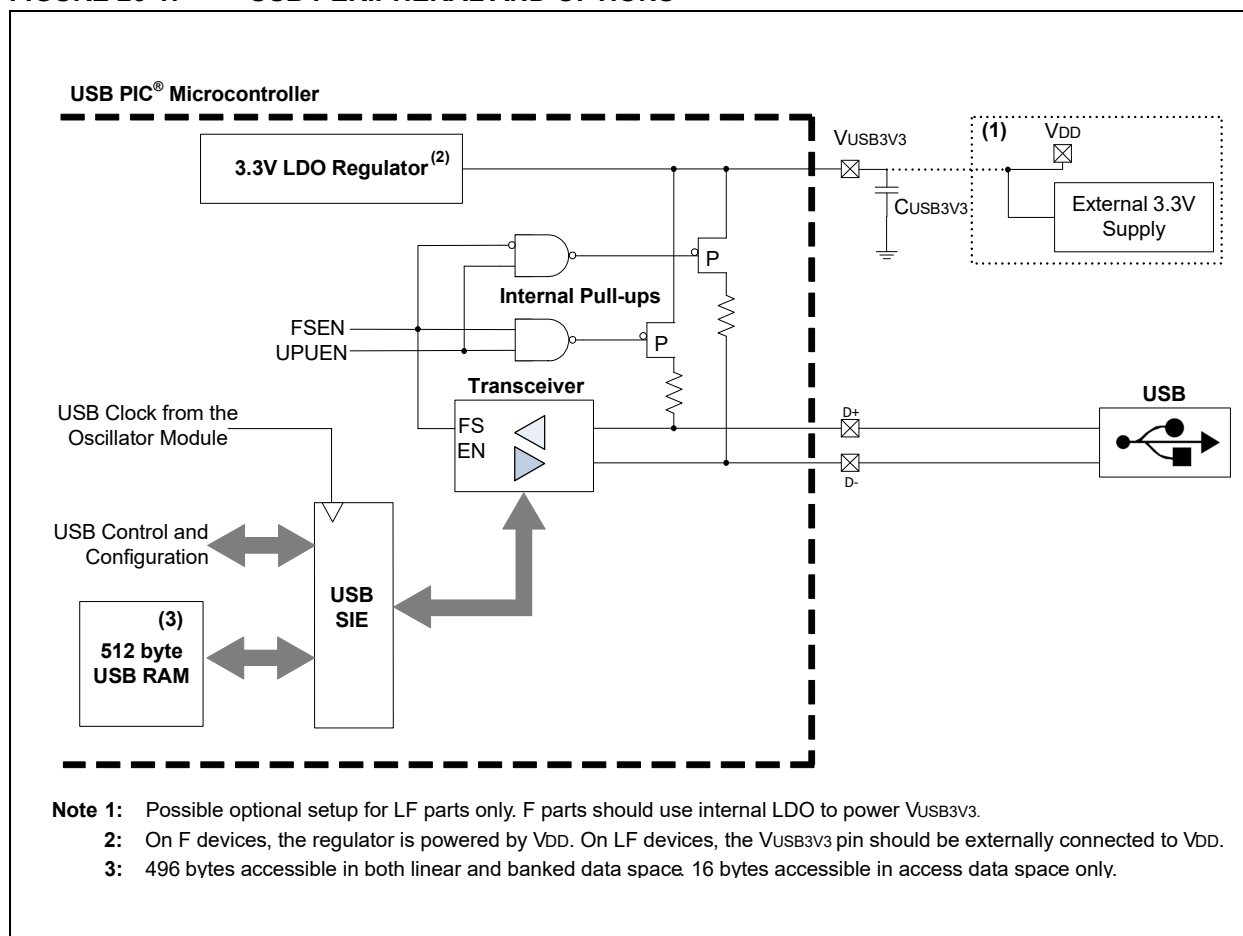 USB PIC® Microcontroller
3.3V LDO Regulator(2)
VUSB3V3
(1)
VDD
CUSB3V3
External 3.3V
Supply
P
Internal Pull-ups
FSEN
UPUEN
P
Transceiver
FS
EN
USB Clock from the
Oscillator Module
D+
D-
USB
USB Control and
Configuration
USB
SIE
(3)
512 byte
USB RAM
Note 1: Possible optional setup for LF parts only. F parts should use internal LDO to power VUSB3V3.
2: On F devices, the regulator is powered by VDD. On LF devices, the VUSB3V3 pin should be externally connected to VDD.
3: 496 bytes accessible in both linear and banked data space. 16 bytes accessible in access data space only.